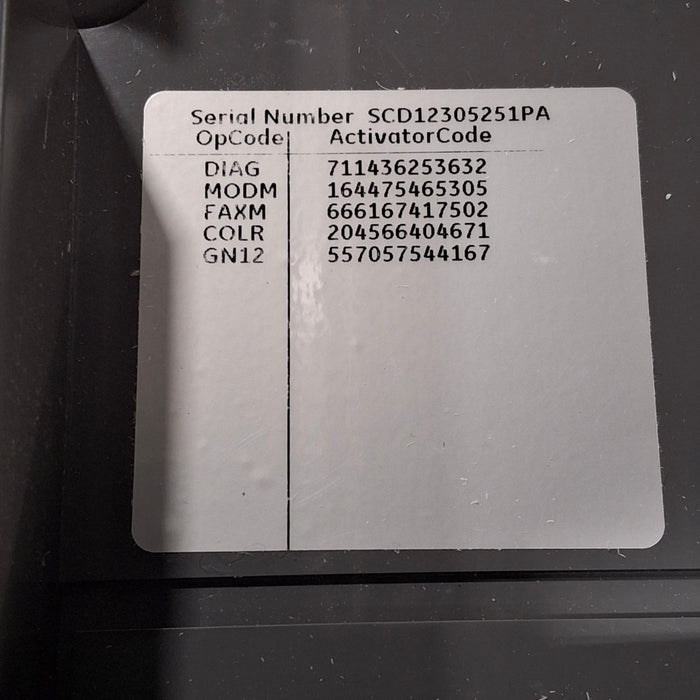 Serial Number SCD12305251PA
OpCode ActivatorCode
DIAG 711436253632
MODM 164475465305
FAXM 666167417502
COLR 204566404671
GN12 557057544167